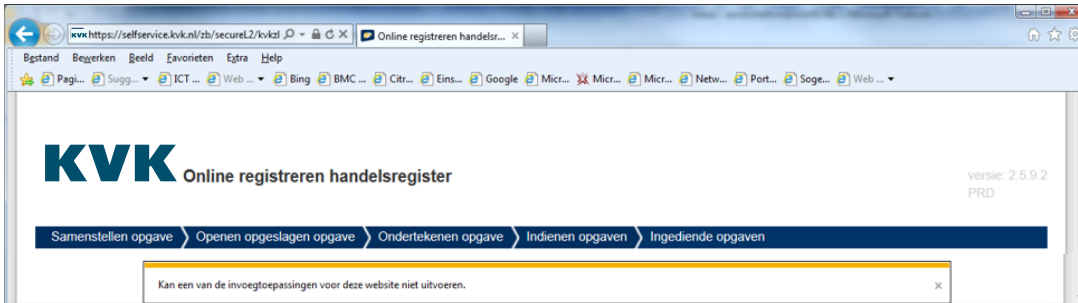 https://selfservice.kvk.nl/zb/secureL2/kvkzl
Online registreren handelsr... ×
Bestand Bewerken Beeld Favorieten Extra Help
Pagi... Sugg... ICT ... Web ... Bing BMC ... Citr... Eins... Google Micr... Micr... Micr... Netw... Port... Soge... Web ...
KVK Online registreren handelsregister
versie: 2.5.9.2
PRD
Samenstellen opgave Openen opgeslagen opgave Ondertekenen opgave Indienen opgaven Ingediende opgaven
Kan een van de invoegtoepassingen voor deze website niet uitvoeren. ×